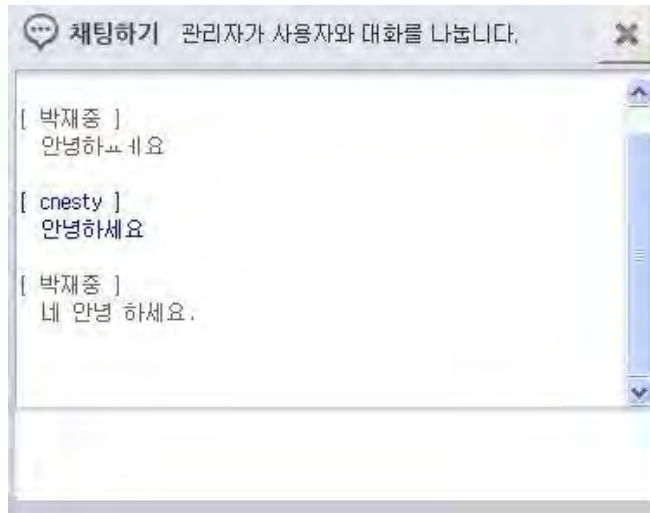 채팅하기 관리자가 사용자와 대화를 나눕니다.
[ 박재중 ]
안녕하ㅛㅔ요
[ cnesty ]
안녕하세요
[ 박재중 ]
네 안녕 하세요.